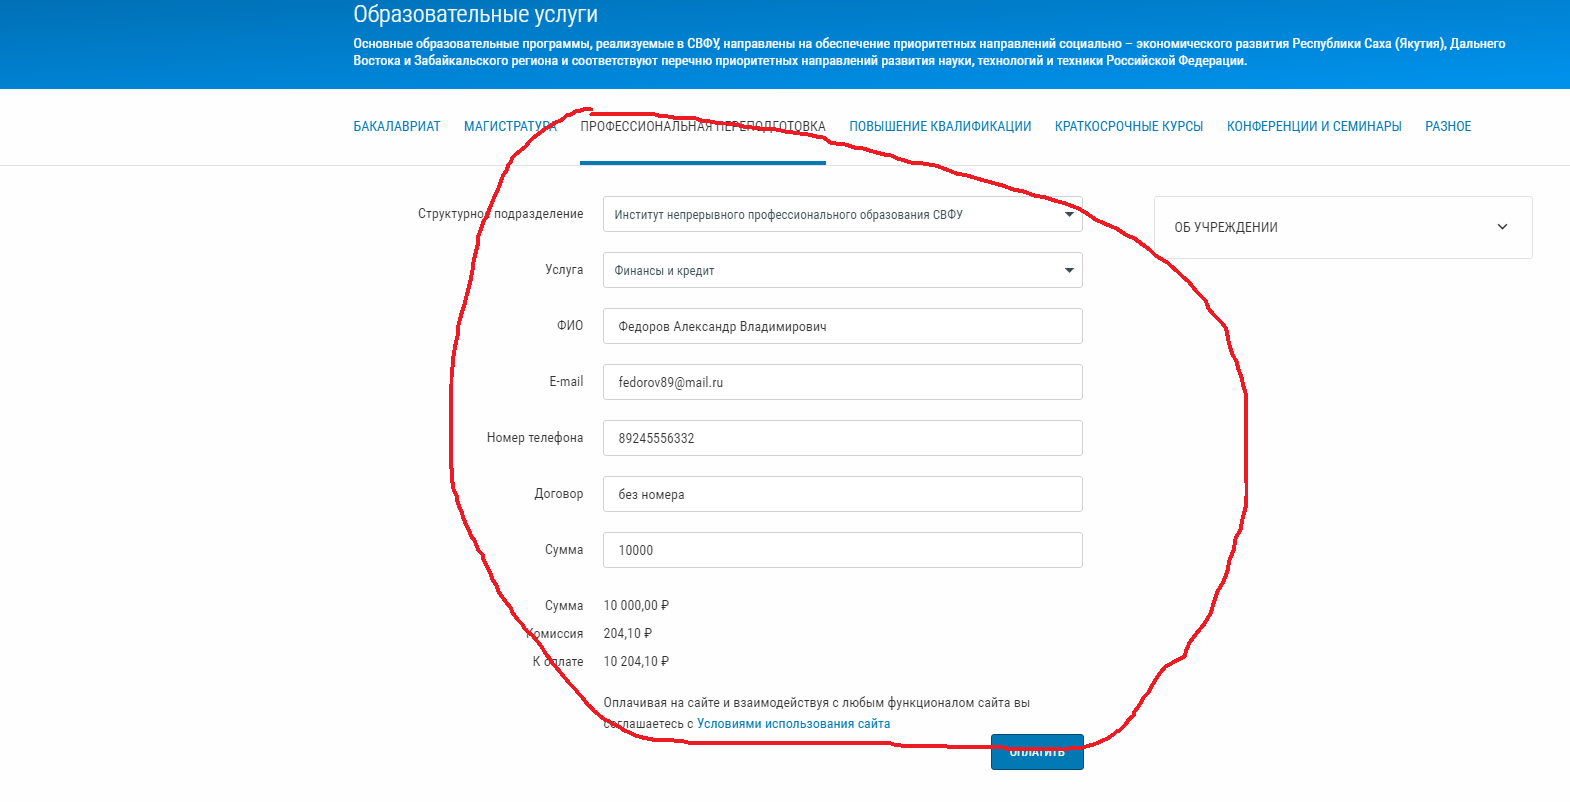 Образовательные услуги
Основные образовательные программы, реализуемые в СВФУ, направлены на обеспечение приоритетных направлений социально – экономического развития Республики Саха (Якутия), Дальнего
Востока и Забайкальского региона и соответствуют перечню приоритетных направлений развития науки, технологий и техники Российской Федерации.
БАКАЛАВРИАТ МАГИСТРАТУРА ПРОФЕССИОНАЛЬНАЯ ПЕРЕПОДГОТОВКА ПОВЫШЕНИЕ КВАЛИФИКАЦИИ КРАТКОСРОЧНЫЕ КУРСЫ КОНФЕРЕНЦИИ И СЕМИНАРЫ РАЗНОЕ
Структурное подразделение Институт непрерывного профессионального образования СВФУ
ОБ УЧРЕЖДЕНИИ
Услуга Финансы и кредит
ФИО Федоров Александр Владимирович
E-mail fedorov89@mail.ru
Номер телефона 89245556332
Договор без номера
Сумма 10000
Сумма 10 000,00 ₽
Комиссия 204,10 ₽
К оплате 10 204,10 ₽
Оплачивая на сайте и взаимодействуя с любым функционалом сайта вы
соглашаетесь с Условиями использования сайта
ОПЛАТИТЬ